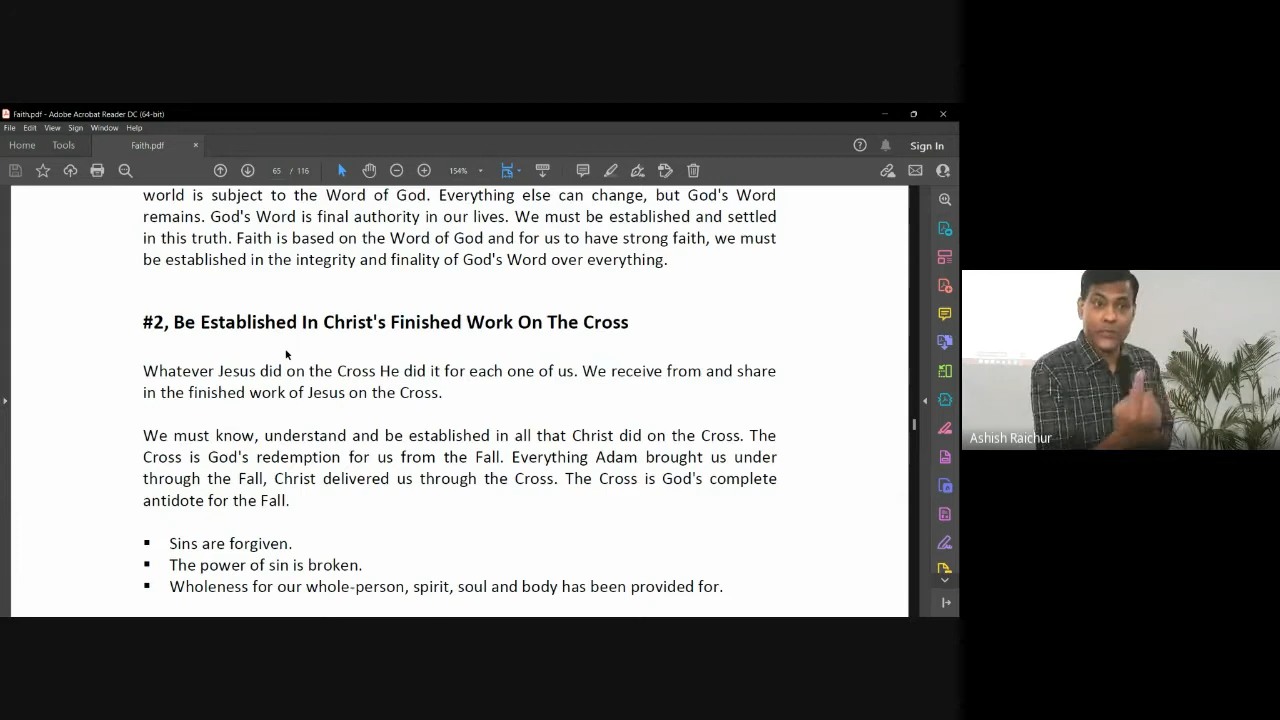 Faith.pdf - Adobe Acrobat Reader DC (64-bit)
File Edit View Sign Window Help
Home Tools Faith.pdf × Sign In
65 / 116 154%
world is subject to the Word of God. Everything else can change, but God's Word
remains. God's Word is final authority in our lives. We must be established and settled
in this truth. Faith is based on the Word of God and for us to have strong faith, we must
be established in the integrity and finality of God's Word over everything.
#2, Be Established In Christ's Finished Work On The Cross
Whatever Jesus did on the Cross He did it for each one of us. We receive from and share
in the finished work of Jesus on the Cross.
We must know, understand and be established in all that Christ did on the Cross. The
Cross is God's redemption for us from the Fall. Everything Adam brought us under
through the Fall, Christ delivered us through the Cross. The Cross is God's complete
antidote for the Fall.
▪ Sins are forgiven.
▪ The power of sin is broken.
▪ Wholeness for our whole-person, spirit, soul and body has been provided for.
Ashish Raichur